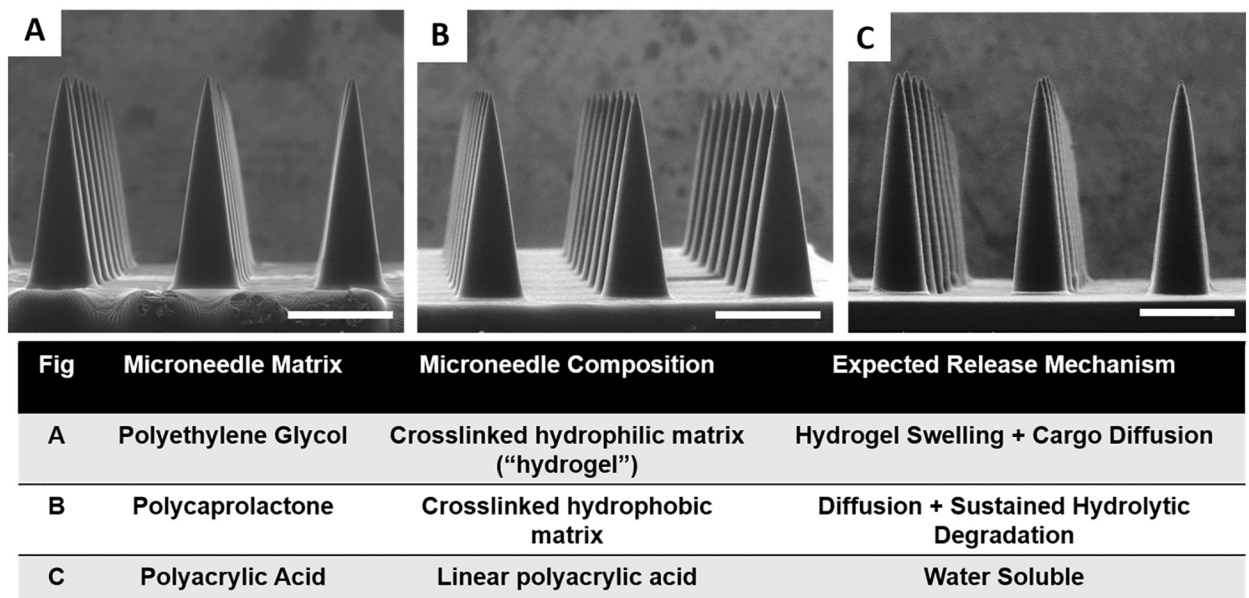 A
B
C
Fig Microneedle Matrix Microneedle Composition Expected Release Mechanism
A Polyethylene Glycol Crosslinked hydrophilic matrix Hydrogel Swelling + Cargo Diffusion
(“hydrogel”)
B Polycaprolactone Crosslinked hydrophobic Diffusion + Sustained Hydrolytic
matrix Degradation
C Polyacrylic Acid Linear polyacrylic acid Water Soluble